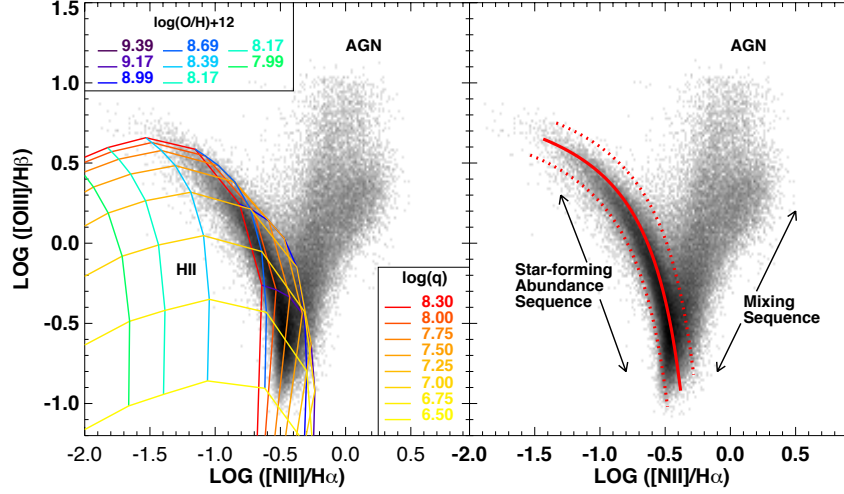 log(O/H)+12
9.39 8.69 8.17
9.17 8.39 7.99
8.99 8.17
AGN
HII
log(q)
8.30
8.00
7.75
7.50
7.25
7.00
6.75
6.50
LOG ([OIII]/Hβ)
1.5
1.0
0.5
0.0
-0.5
-1.0
-2.0 -1.5 -1.0 -0.5 0.0 0.5
LOG ([NII]/Hα)
AGN
Star-forming
Abundance
Sequence
Mixing
Sequence
-2.0 -1.5 -1.0 -0.5 0.0 0.5
LOG ([NII]/Hα)